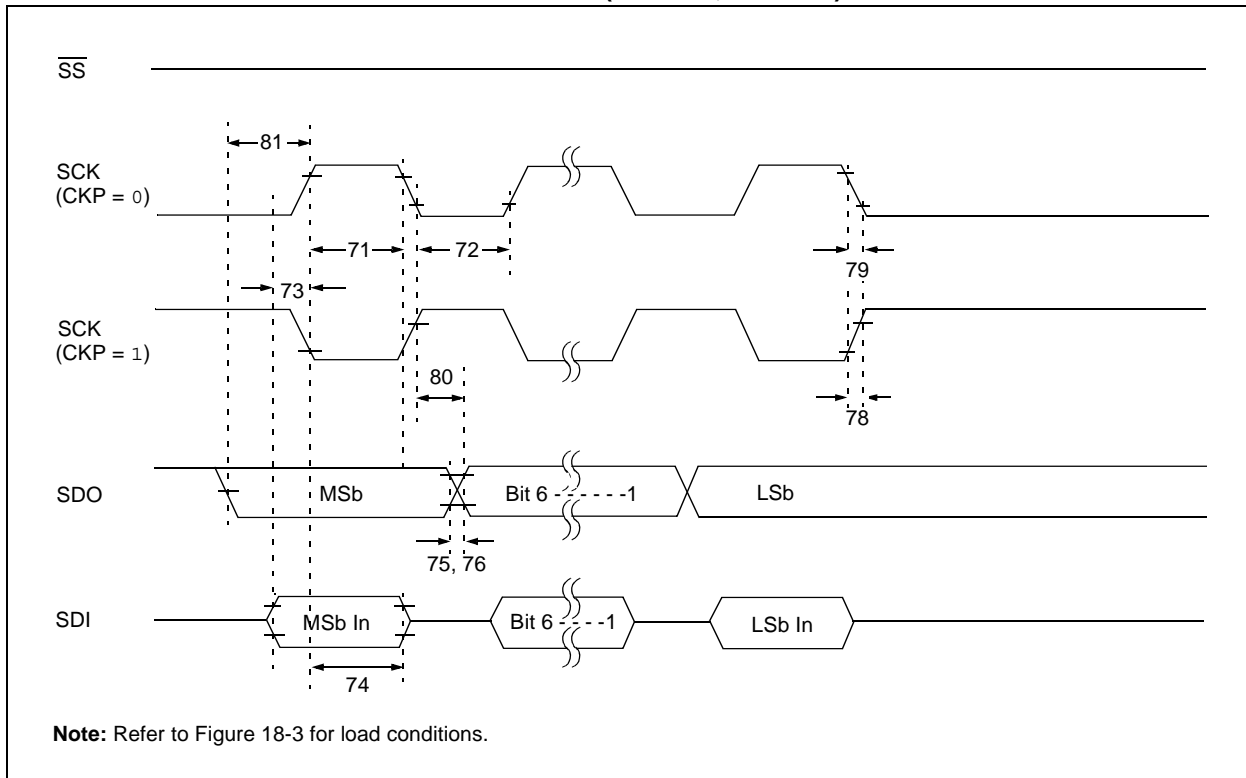 SS
81
SCK
(CKP = 0)
71
72
79
73
SCK
(CKP = 1)
80
78
SDO
MSb
Bit 6 - - - - - -1
LSb
75, 76
SDI
MSb In
Bit 6 - - - -1
LSb In
74
Note: Refer to Figure 18-3 for load conditions.